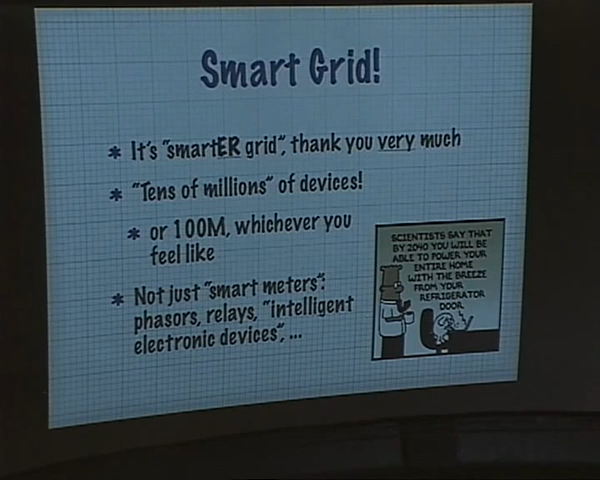 Smart Grid!
* It's "smartER grid", thank you very much
* "Tens of millions" of devices!
* or 100M, whichever you
feel like
* Not just "smart meters":
phasors, relays, "intelligent
electronic devices", ...
SCIENTISTS SAY THAT
BY 2040 YOU WILL BE
ABLE TO POWER YOUR
ENTIRE HOME
WITH THE BREEZE
FROM YOUR
REFRIGERATOR
DOOR.